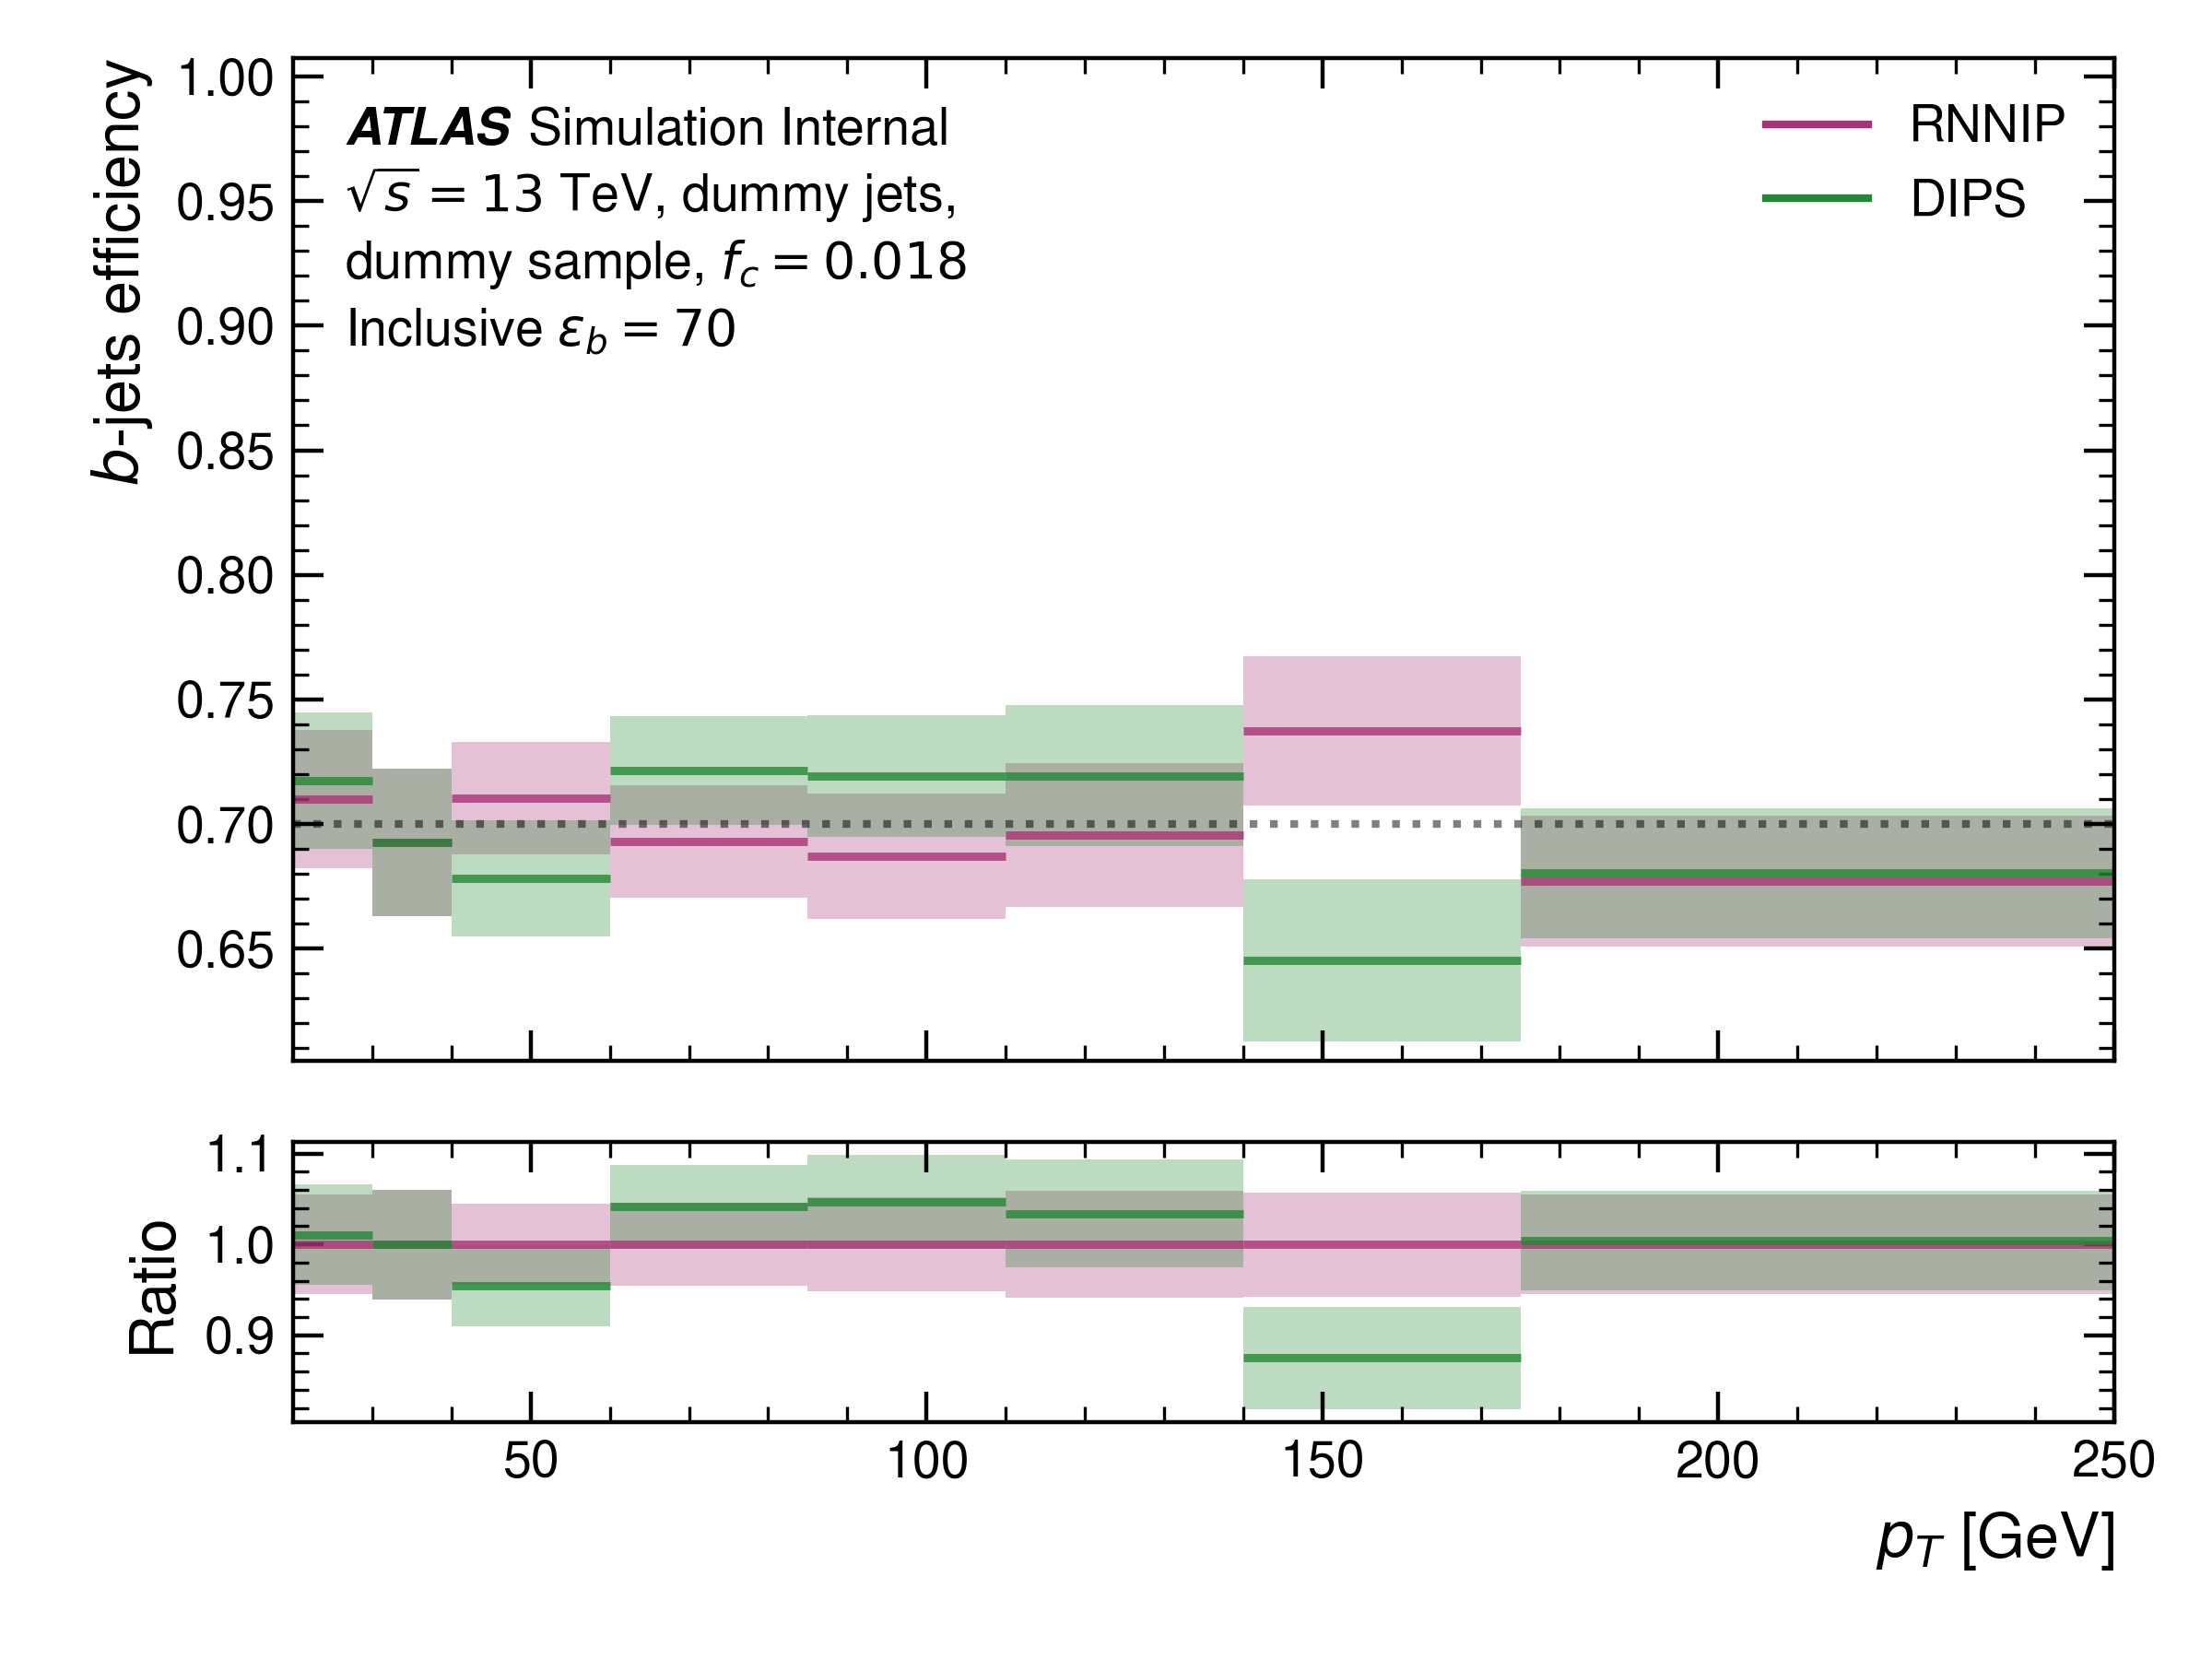 b-jets efficiency
1.00
0.95
0.90
0.85
0.80
0.75
0.70
0.65
ATLAS Simulation Internal
√s = 13 TeV, dummy jets,
dummy sample, f_c = 0.018
Inclusive ε_b = 70
RNNIP
DIPS
Ratio
1.1
1.0
0.9
50 100 150 200 250
p_T [GeV]